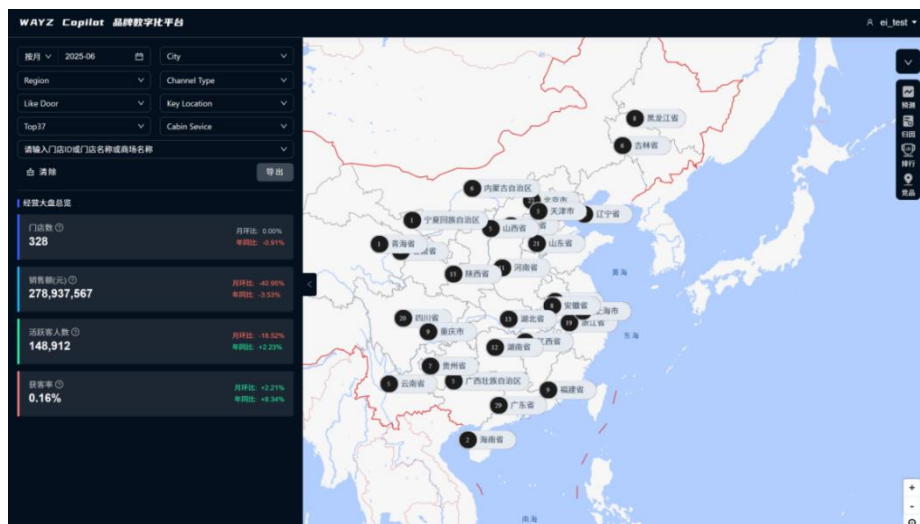 WAYZ Copilot 品牌数字化平台
ei_test
按月 2025-06 City
Region Channel Type
Like Door Key Location
Top37 Cabin Sevice
请输入门店ID或门店名称或商场名称
清除 导出
经营大盘总览
门店数
328
月环比: 0.00%
年同比: -0.91%
销售额(元)
278,937,567
月环比: -40.95%
年同比: -3.53%
活跃客人数
148,912
月环比: -18.52%
年同比: +2.23%
获客率
0.16%
月环比: +2.21%
年同比: +8.34%
预测
归因
排行
竞品
8 黑龙江省
6 吉林省
6 内蒙古自治区
北京市
5 天津市
辽宁省
1 宁夏回族自治区
5 山西省
省
1 青海省
省
21 山东省
13 陕西省
河南省
黄海
8 安徽省
上海市
20 四川省
13 湖北省
19 浙江省
东海
9 重庆市
12 湖南省
江西省
2 贵州省
5 云南省
5 广西壮族自治区
9 福建省
29 广东省
2 海南省
南海
+
-